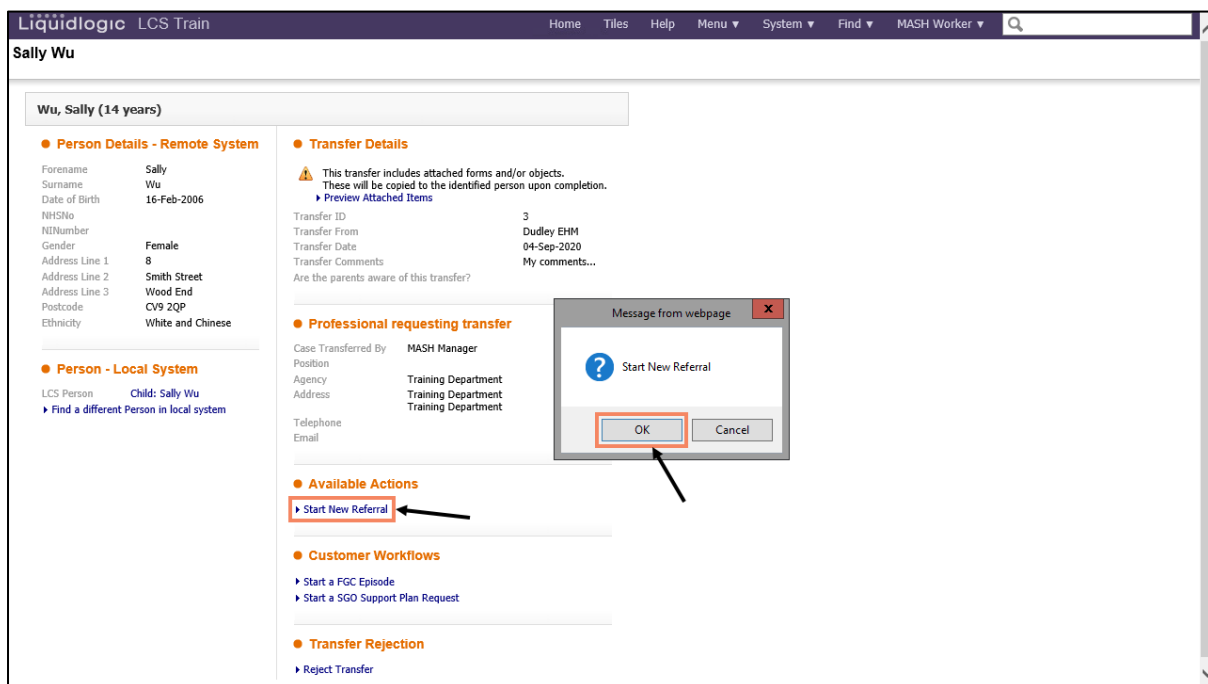 Liquidlogic LCS Train Home Tiles Help Menu ▼ System ▼ Find ▼ MASH Worker ▼
Sally Wu
Wu, Sally (14 years)
Person Details - Remote System
Forename Sally
Surname Wu
Date of Birth 16-Feb-2006
NHSNo
NINumber
Gender Female
Address Line 1 8
Address Line 2 Smith Street
Address Line 3 Wood End
Postcode CV9 2QP
Ethnicity White and Chinese
Person - Local System
LCS Person Child: Sally Wu
Find a different Person in local system
Transfer Details
This transfer includes attached forms and/or objects.
These will be copied to the identified person upon completion.
Preview Attached Items
Transfer ID 3
Transfer From Dudley EHM
Transfer Date 04-Sep-2020
Transfer Comments My comments...
Are the parents aware of this transfer?
Professional requesting transfer
Case Transferred By MASH Manager
Position
Agency Training Department
Address Training Department
Training Department
Telephone
Email
Available Actions
Start New Referral
Customer Workflows
Start a FGC Episode
Start a SGO Support Plan Request
Transfer Rejection
Reject Transfer
Message from webpage x
? Start New Referral
OK Cancel